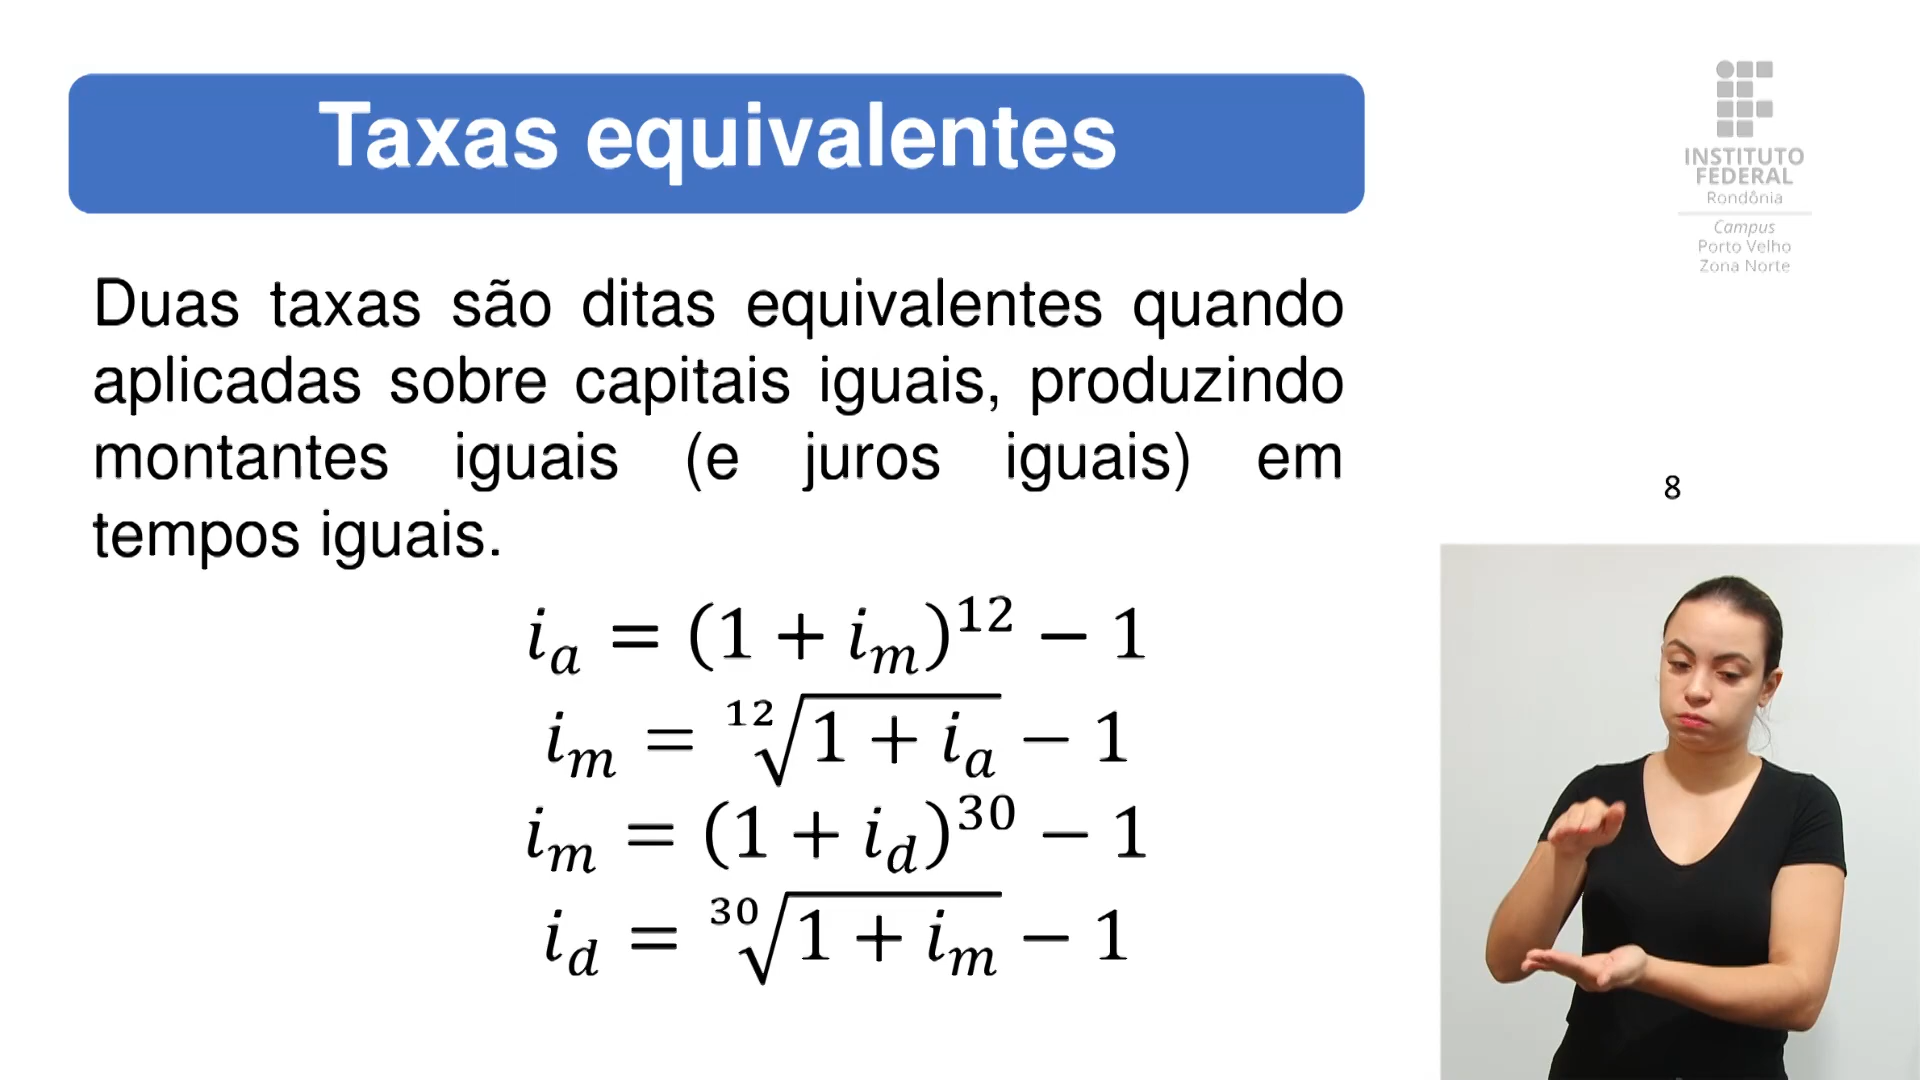 Taxas equivalentes
INSTITUTO
FEDERAL
Rondônia
Campus
Porto Velho
Zona Norte
Duas taxas são ditas equivalentes quando
aplicadas sobre capitais iguais, produzindo
montantes iguais (e juros iguais) em
tempos iguais.
8
i_a = (1 + i_m)^12 − 1
i_m = ¹²√(1 + i_a) − 1
i_m = (1 + i_d)^30 − 1
i_d = ³⁰√(1 + i_m) − 1